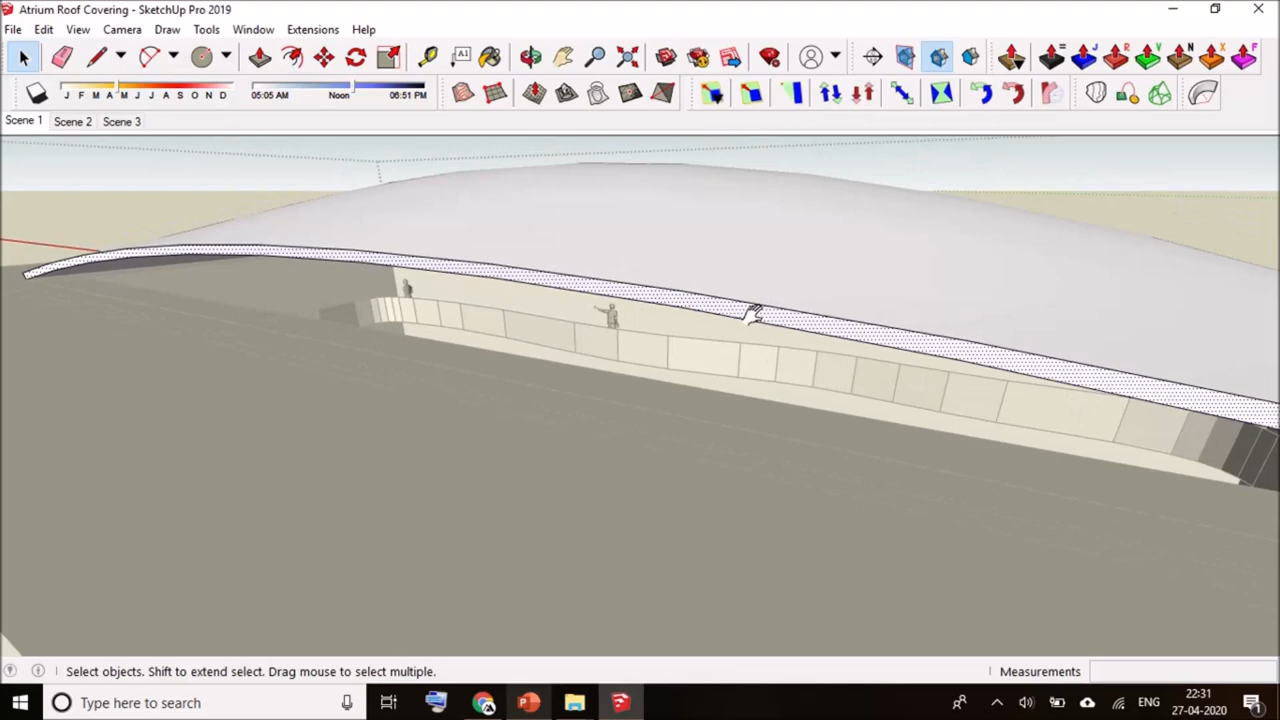 Atrium Roof Covering - SketchUp Pro 2019
File Edit View Camera Draw Tools Window Extensions Help
A1 = J R V N X F
J F M A M J J A S O N D 05:05 AM Noon 06:51 PM
Scene 1 Scene 2 Scene 3
Select objects. Shift to extend select. Drag mouse to select multiple. Measurements
Type here to search ENG 22:31
27-04-2020 1